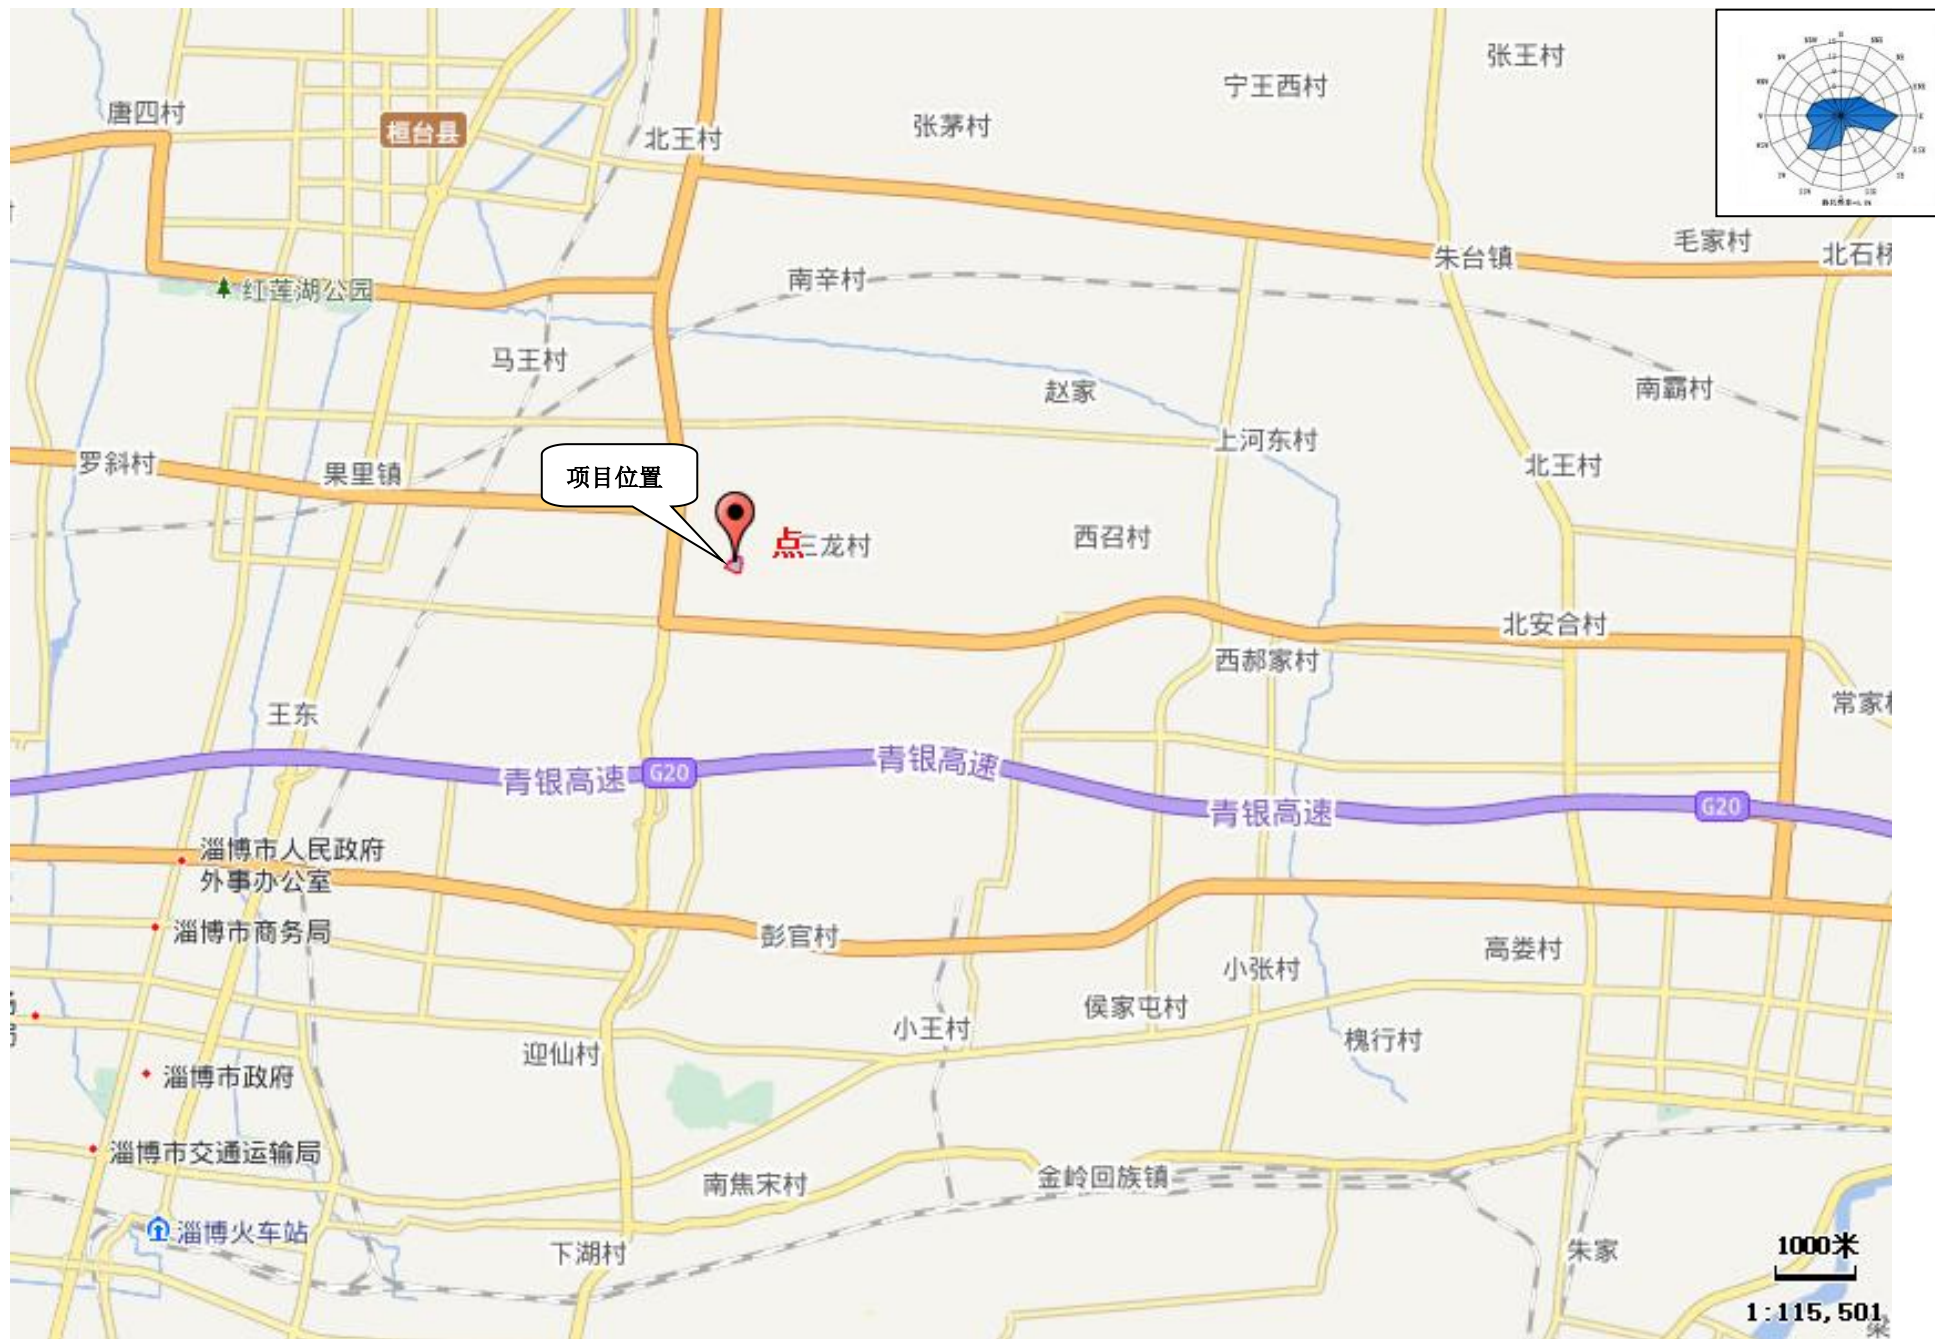 张王村
宁王西村
唐四村
桓台县
张茅村
北王村
毛家村
朱台镇
北石桥
南辛村
红莲湖公园
马王村
赵家
南霸村
上河东村
罗斜村
果里镇
北王村
项目位置
点
三龙村
西召村
北安合村
西郝家村
常家村
王东
青银高速
G20
青银高速
青银高速
G20
淄博市人民政府
外事办公室
淄博市商务局
彭官村
高娄村
小张村
侯家屯村
小王村
槐行村
迎仙村
淄博市政府
淄博市交通运输局
南焦宋村
金岭回族镇
淄博火车站
下湖村
朱家
1000米
1:115,501